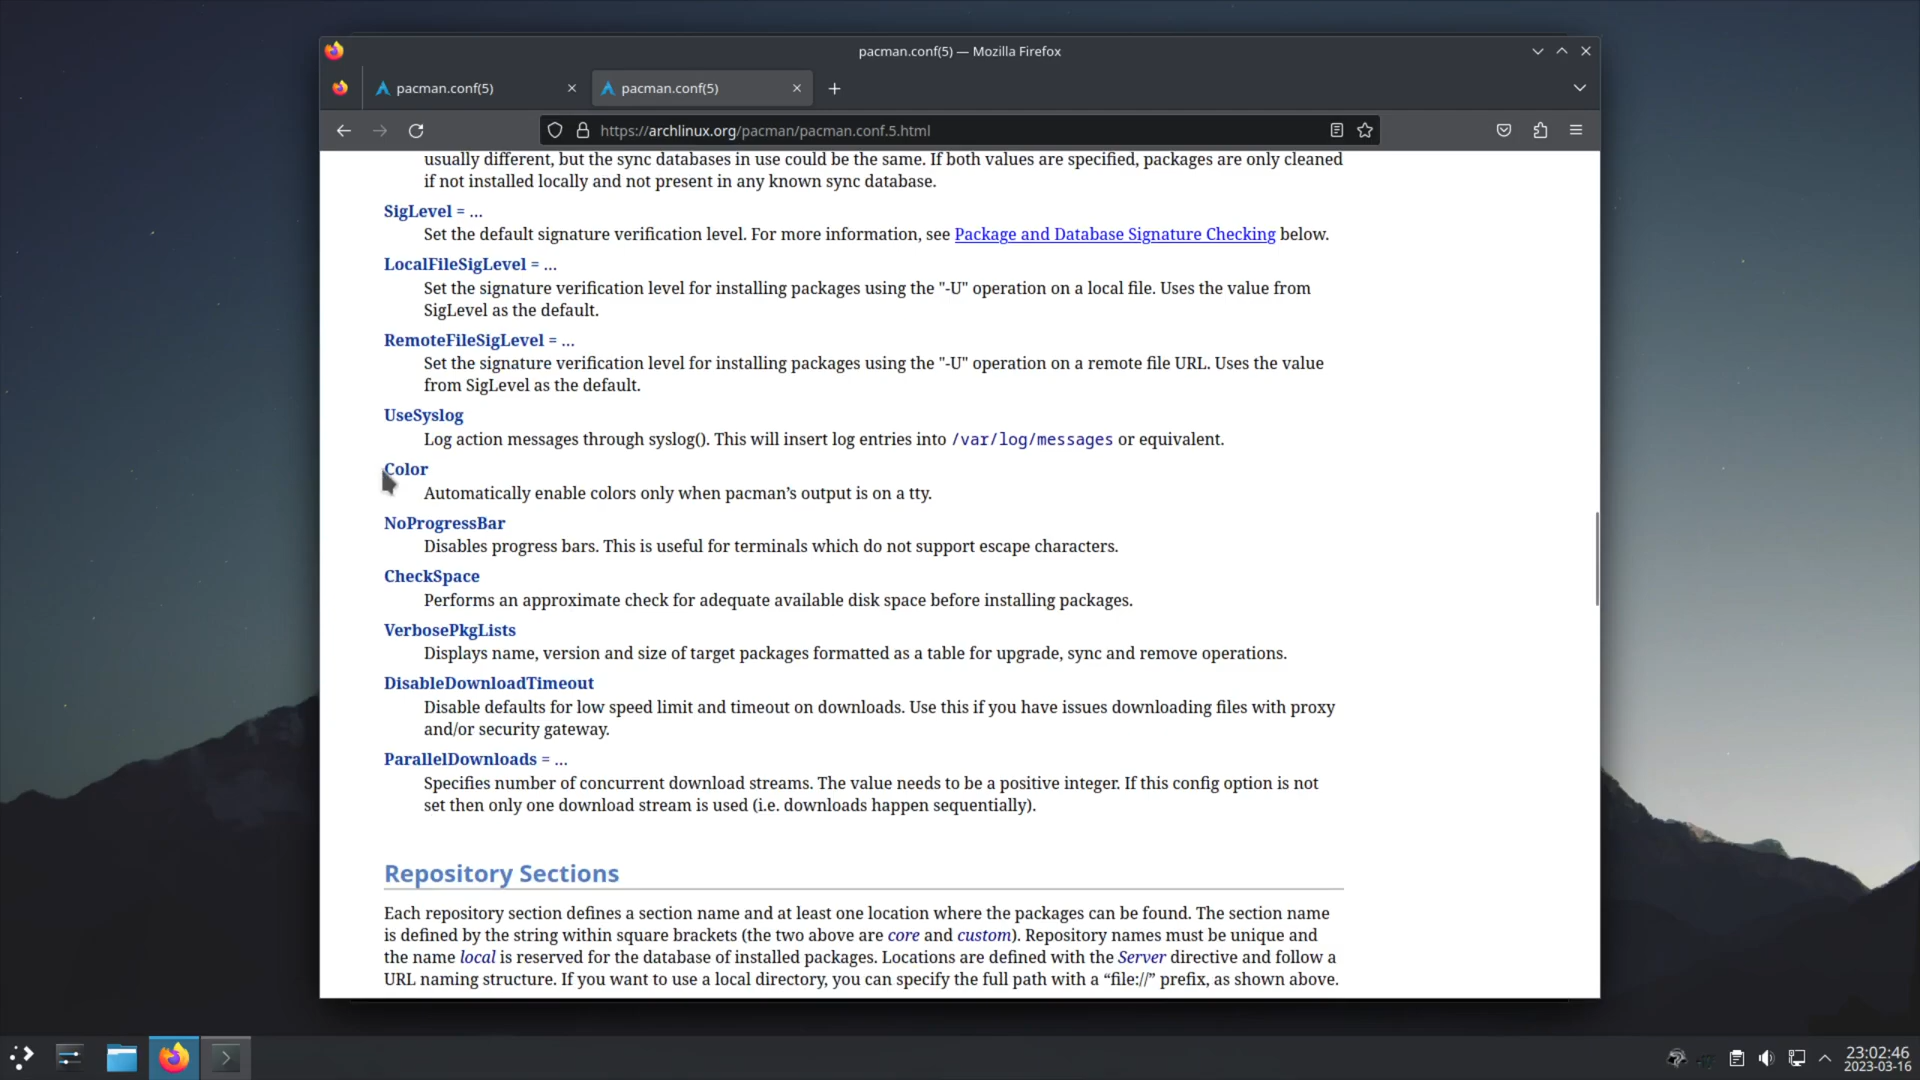 pacman.conf(5) — Mozilla Firefox
pacman.conf(5)
pacman.conf(5)
https://archlinux.org/pacman/pacman.conf.5.html
usually different, but the sync databases in use could be the same. If both values are specified, packages are only cleaned
if not installed locally and not present in any known sync database.
SigLevel = ...
Set the default signature verification level. For more information, see Package and Database Signature Checking below.
LocalFileSigLevel = ...
Set the signature verification level for installing packages using the "-U" operation on a local file. Uses the value from
SigLevel as the default.
RemoteFileSigLevel = ...
Set the signature verification level for installing packages using the "-U" operation on a remote file URL. Uses the value
from SigLevel as the default.
UseSyslog
Log action messages through syslog(). This will insert log entries into /var/log/messages or equivalent.
Color
Automatically enable colors only when pacman’s output is on a tty.
NoProgressBar
Disables progress bars. This is useful for terminals which do not support escape characters.
CheckSpace
Performs an approximate check for adequate available disk space before installing packages.
VerbosePkgLists
Displays name, version and size of target packages formatted as a table for upgrade, sync and remove operations.
DisableDownloadTimeout
Disable defaults for low speed limit and timeout on downloads. Use this if you have issues downloading files with proxy
and/or security gateway.
ParallelDownloads = ...
Specifies number of concurrent download streams. The value needs to be a positive integer. If this config option is not
set then only one download stream is used (i.e. downloads happen sequentially).
Repository Sections
Each repository section defines a section name and at least one location where the packages can be found. The section name
is defined by the string within square brackets (the two above are core and custom). Repository names must be unique and
the name local is reserved for the database of installed packages. Locations are defined with the Server directive and follow a
URL naming structure. If you want to use a local directory, you can specify the full path with a “file://” prefix, as shown above.
23:02:46
2023-03-16